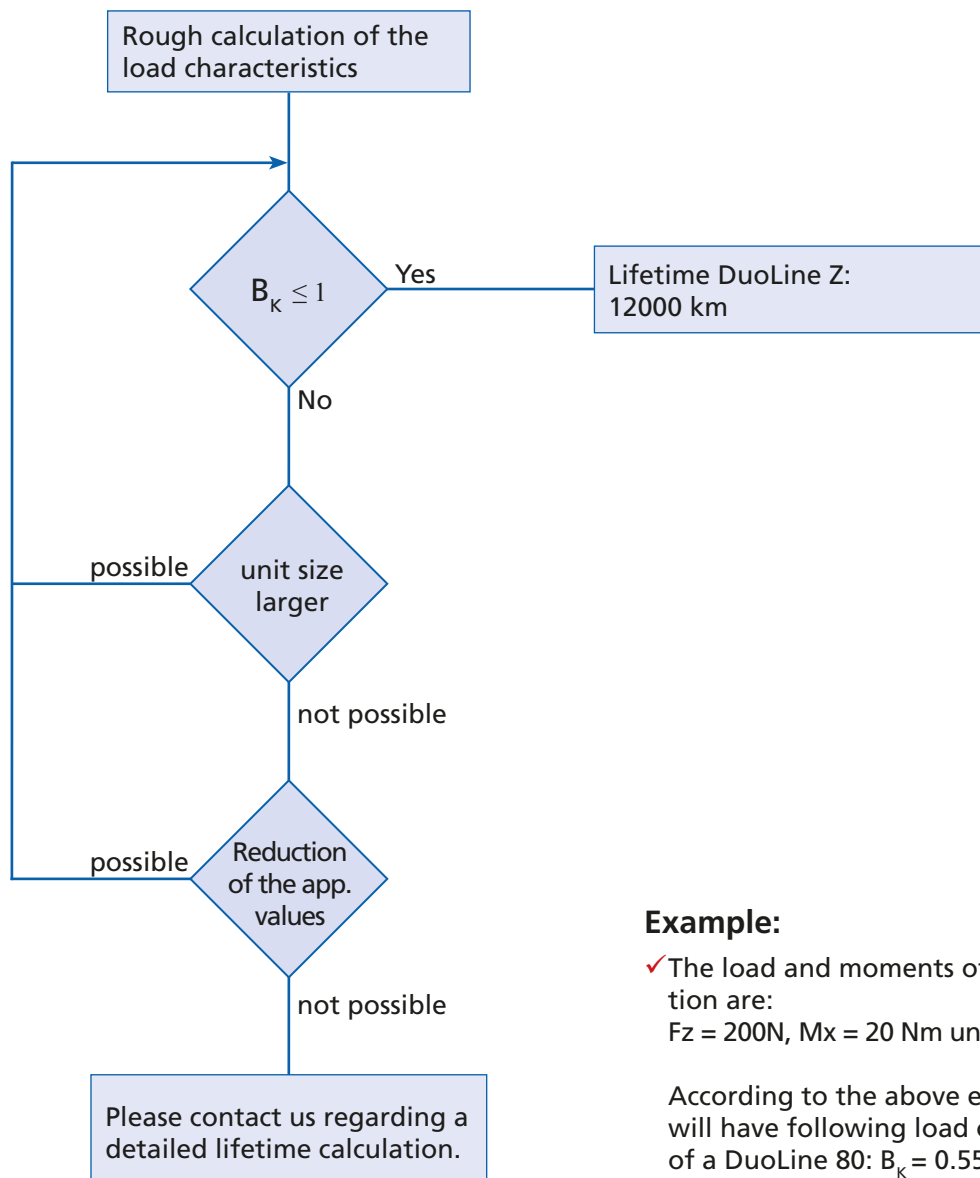 Rough calculation of the
load characteristics
B_K ≤ 1
Yes
Lifetime DuoLine Z:
12000 km
No
possible
unit size
larger
not possible
possible
Reduction
of the app.
values
not possible
Please contact us regarding a
detailed lifetime calculation.
Example:
✓The load and moments
tion are:
Fz = 200N, Mx = 20 Nm
According to the above
will have following load
of a DuoLine 80: B_K = 0.55